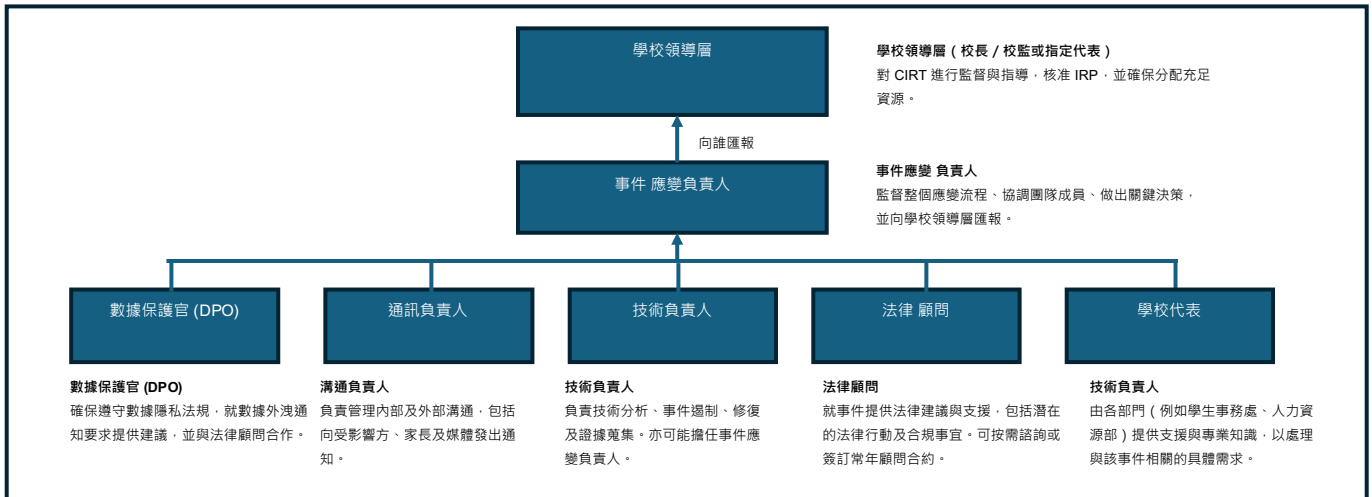 學校領導層
學校領導層(校長 / 校監或指定代表)
對 CIRT 進行監督與指導,核准 IRP,並確保分配充足
資源。
向誰匯報
事件 應變負責人
事件應變 負責人
監督整個應變流程、協調團隊成員、做出關鍵決策,
並向學校領導層匯報。
數據保護官 (DPO)
通訊負責人
技術負責人
法律 顧問
學校代表
數據保護官 (DPO)
確保遵守數據隱私法規,就數據外洩通
知要求提供建議,並與法律顧問合作。
溝通負責人
負責管理內部及外部溝通,包括
向受影響方、家長及媒體發出通
知。
技術負責人
負責技術分析、事件遏制、修復
及證據蒐集。亦可能擔任事件應
變負責人。
法律顧問
就事件提供法律建議與支援,包括潛在
的法律行動及合規事宜。可按需諮詢或
簽訂常年顧問合約。
技術負責人
由各部門(例如學生事務處、人力資
源部)提供支援與專業知識,以處理
與該事件相關的具體需求。